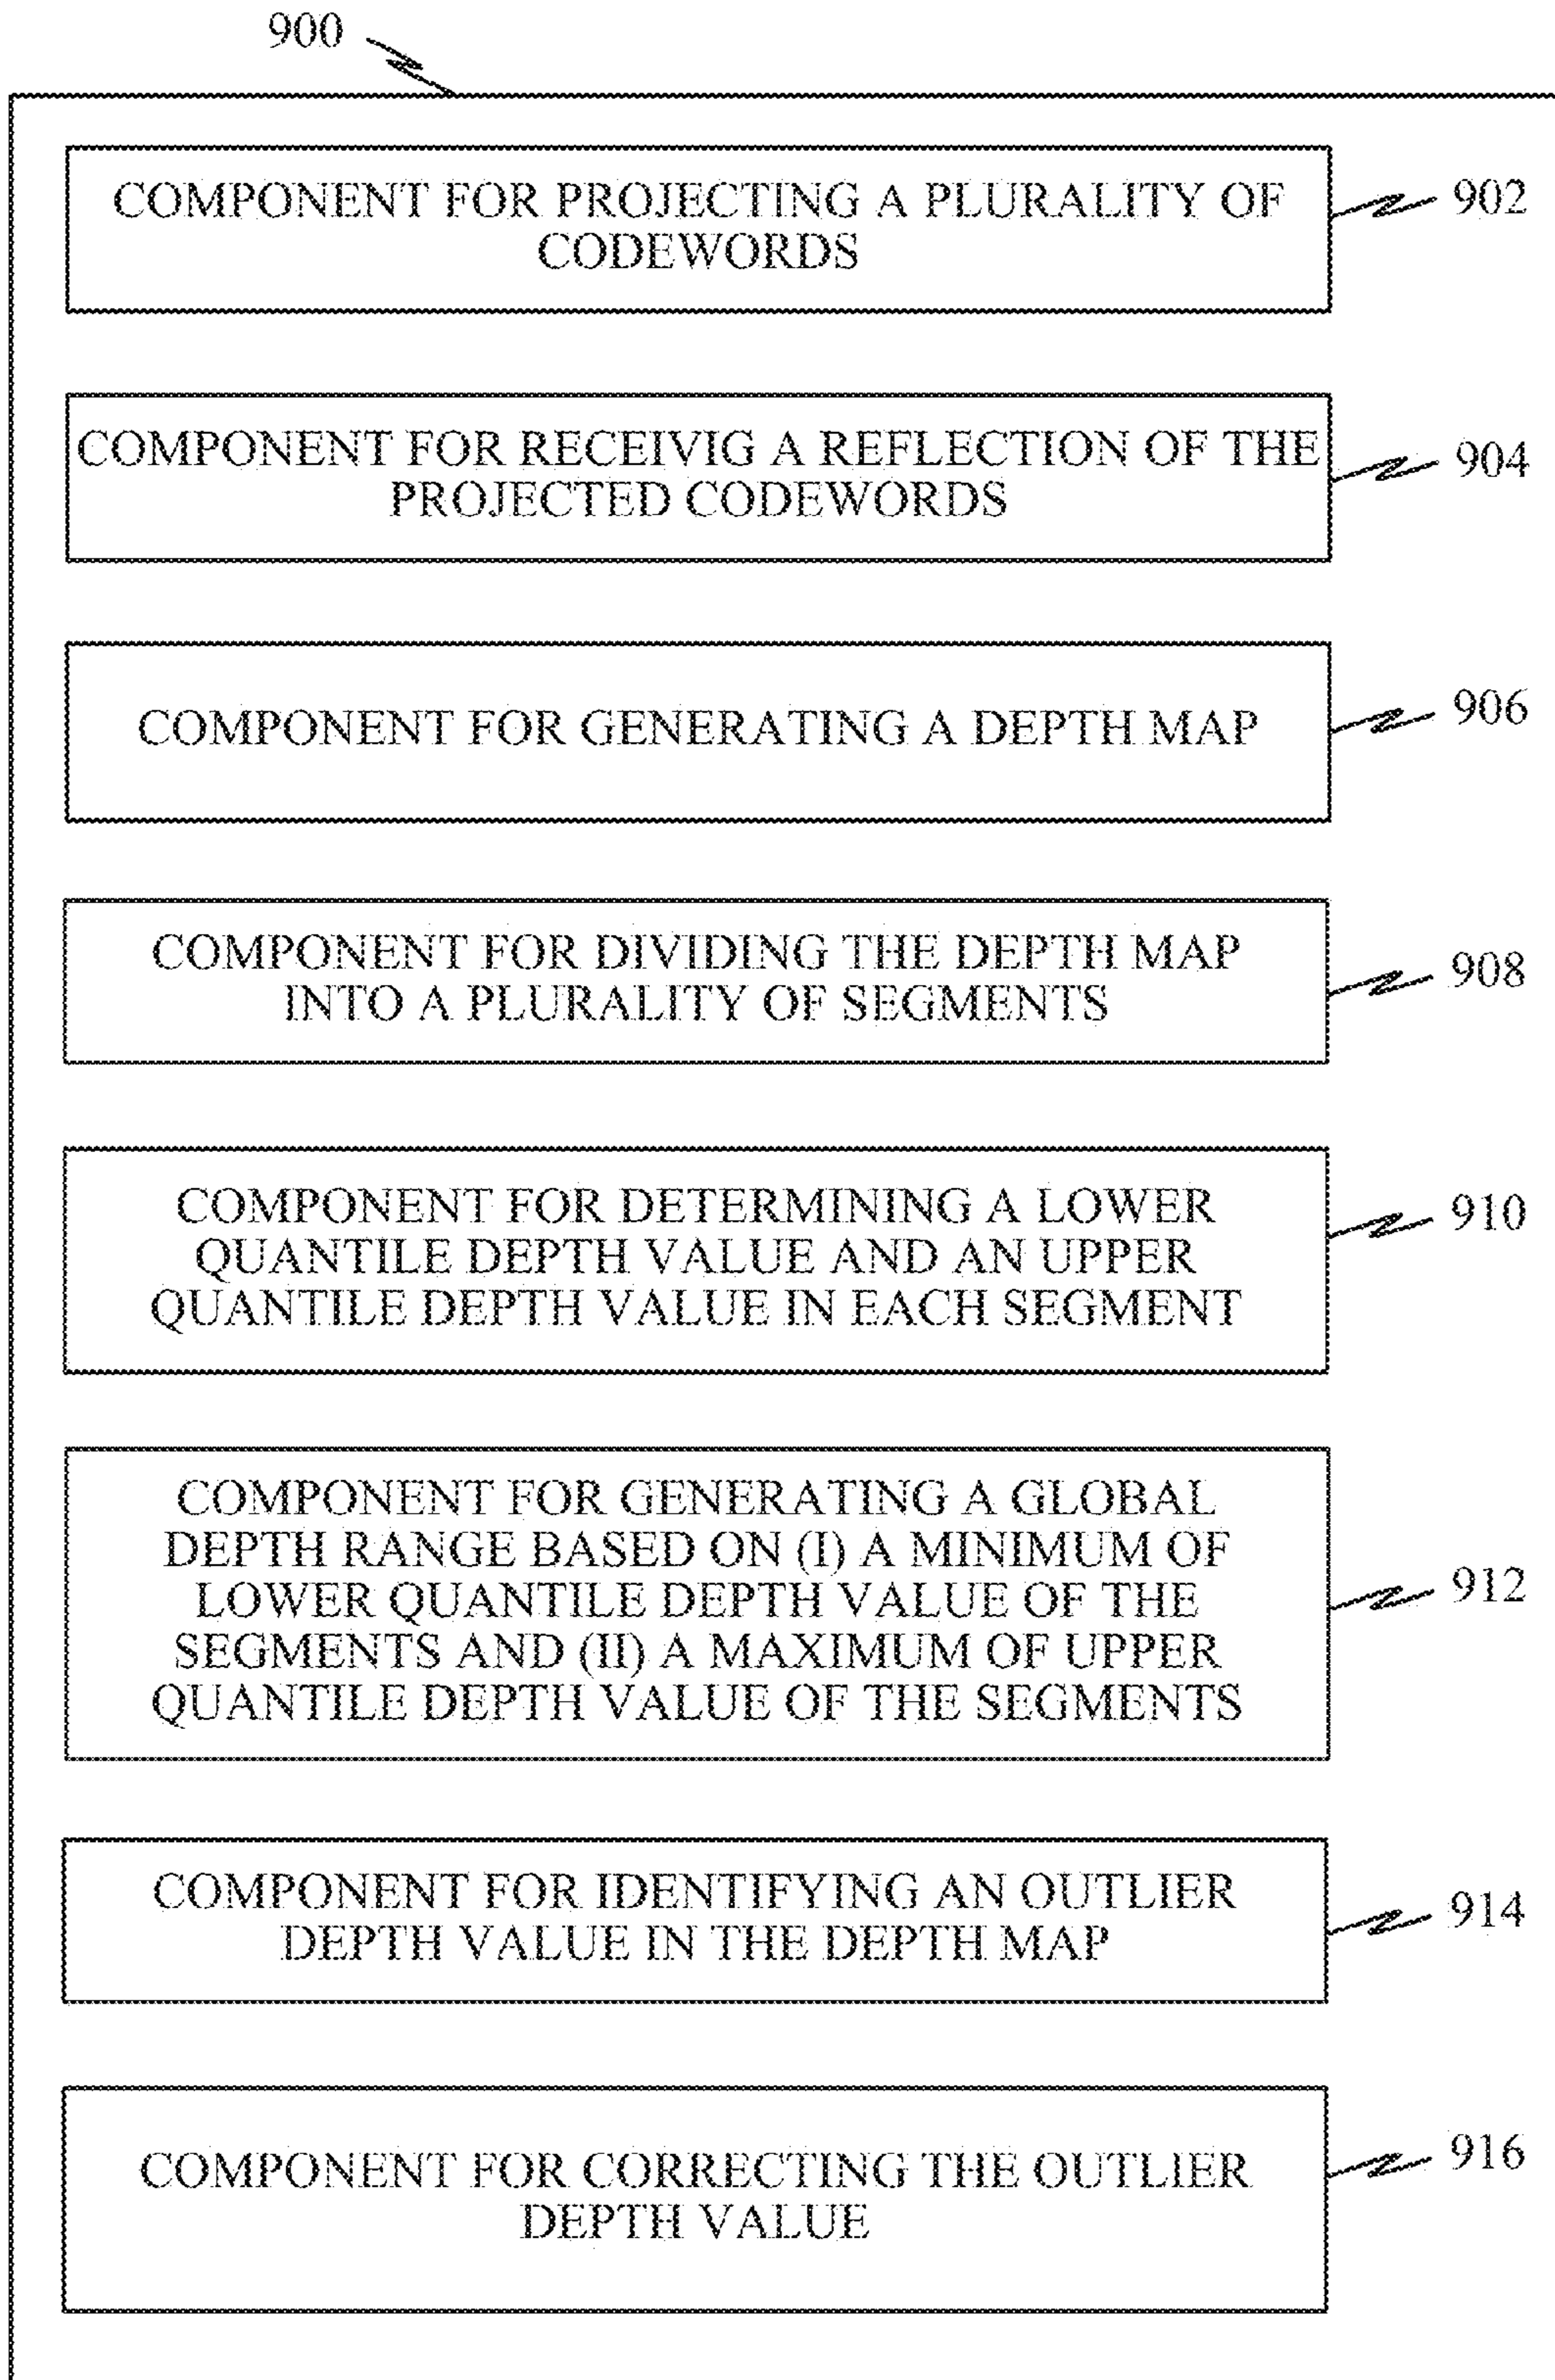 900
COMPONENT FOR PROJECTING A PLURALITY OF
CODEWORDS
902
COMPONENT FOR RECEIVIG A REFLECTION OF THE
PROJECTED CODEWORDS
904
COMPONENT FOR GENERATING A DEPTH MAP
906
COMPONENT FOR DIVIDING THE DEPTH MAP
INTO A PLURALITY OF SEGMENTS
908
COMPONENT FOR DETERMINING A LOWER
QUANTILE DEPTH VALUE AND AN UPPER
QUANTILE DEPTH VALUE IN EACH SEGMENT
910
COMPONENT FOR GENERATING A GLOBAL
DEPTH RANGE BASED ON (I) A MINIMUM OF
LOWER QUANTILE DEPTH VALUE OF THE
SEGMENTS AND (II) A MAXIMUM OF UPPER
QUANTILE DEPTH VALUE OF THE SEGMENTS
912
COMPONENT FOR IDENTIFYING AN OUTLIER
DEPTH VALUE IN THE DEPTH MAP
914
COMPONENT FOR CORRECTING THE OUTLIER
DEPTH VALUE
916